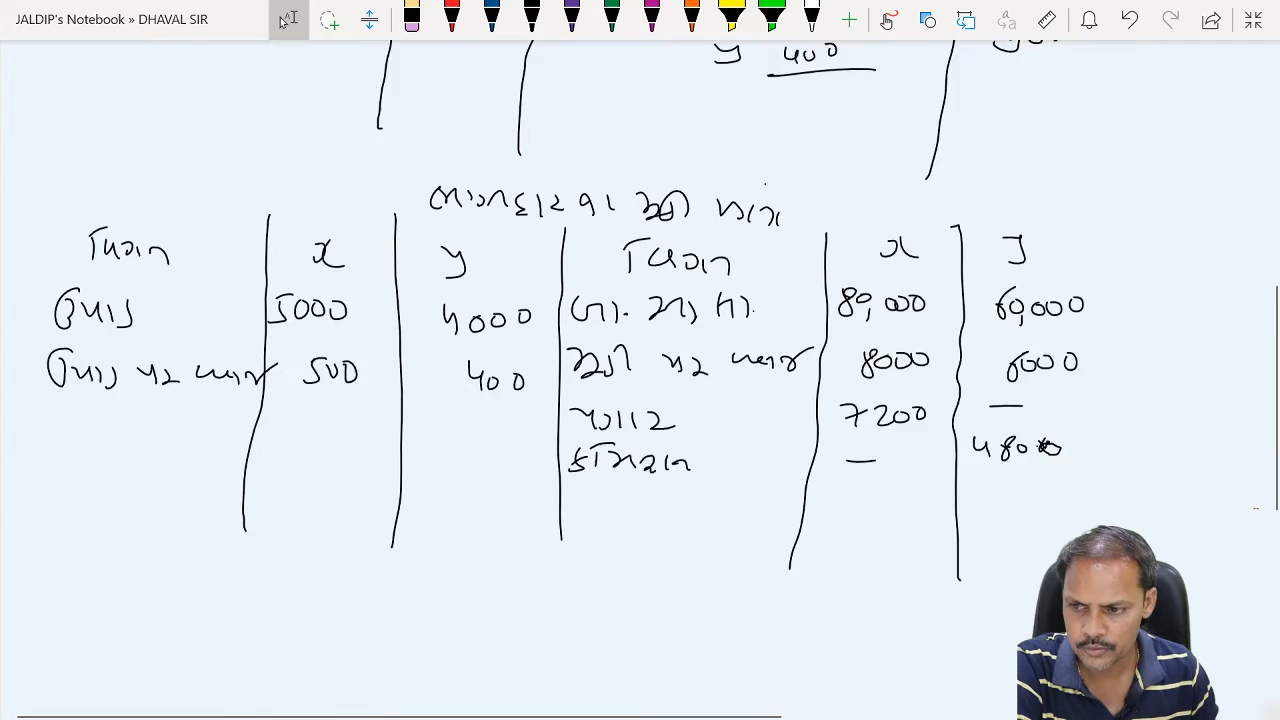 JALDIP's Notebook » DHAVAL SIR
y 400
ભાગીદારોના મૂડી ખાતા
વિગત x y વિગત x y
ઉપાડ 5000 4000 બા. આ. લા. 80,000 60,000
ઉપાડ પર વ્યાજ 500 400 મૂડી પર વ્યાજ 8000 6000
પગાર 7200 —
કમિશન — 4800